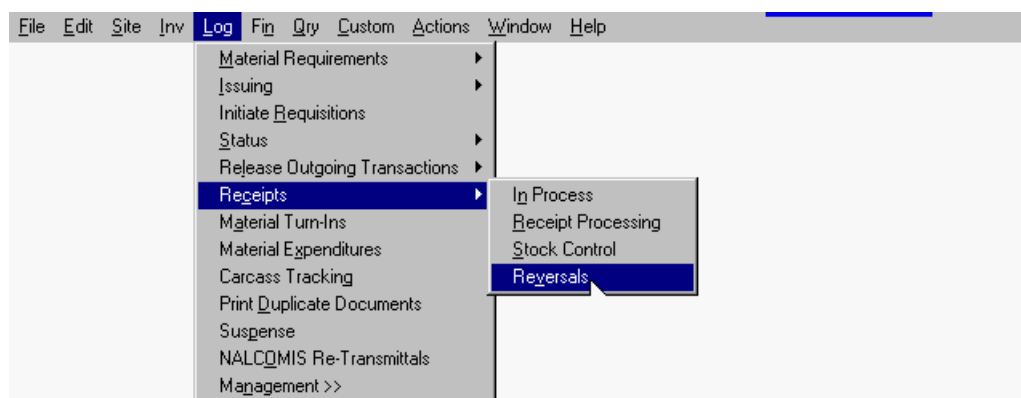 File Edit Site Inv Log Fin Qry Custom Actions Window Help
Material Requirements
Issuing
Initiate Requisitions
Status
Release Outgoing Transactions
Receipts
Material Turn-Ins
Material Expenditures
Carcass Tracking
Print Duplicate Documents
Suspense
NALCOMIS Re-Transmittals
Management >>
In Process
Receipt Processing
Stock Control
Reversals